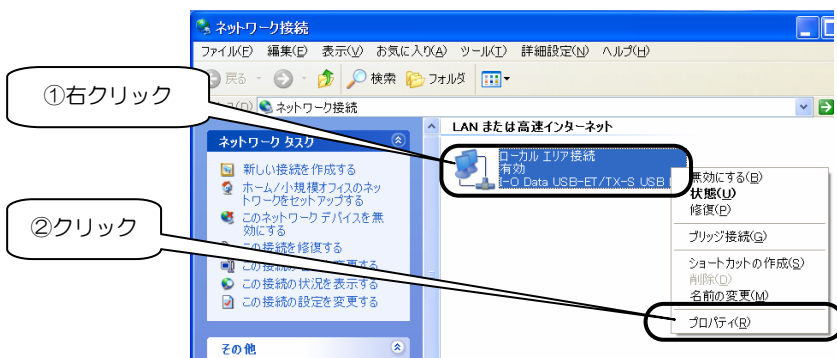 ネットワーク接続
ファイル(F) 編集(E) 表示(V) お気に入り(A) ツール(T) 詳細設定(N) ヘルプ(H)
戻る 検索 フォルダ
①右クリック
(D) ネットワーク接続
ネットワーク タスク
新しい接続を作成する
ホーム/小規模オフィスのネットワークをセットアップする
このネットワーク デバイスを無効にする
この接続を修復する
この接続の
変更する
この接続の状況を表示する
この接続の設定を変更する
その他
②クリック
LAN または高速インターネット
ローカル エリア接続
有効
I-O Data USB-ET/TX-S USB
無効にする(B)
状態(U)
修復(P)
ブリッジ接続(G)
ショートカットの作成(S)
削除(D)
名前の変更(M)
プロパティ(R)